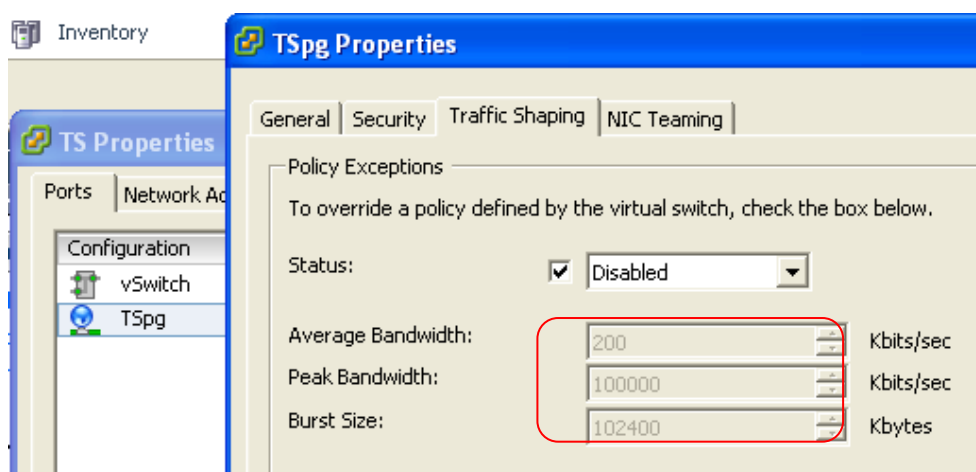 Inventory
TSpg Properties
TS Properties
General Security Traffic Shaping NIC Teaming
Ports Network Ad
Policy Exceptions
To override a policy defined by the virtual switch, check the box below.
Configuration
vSwitch
TSpg
Status: Disabled
Average Bandwidth: 200 Kbits/sec
Peak Bandwidth: 100000 Kbits/sec
Burst Size: 102400 Kbytes